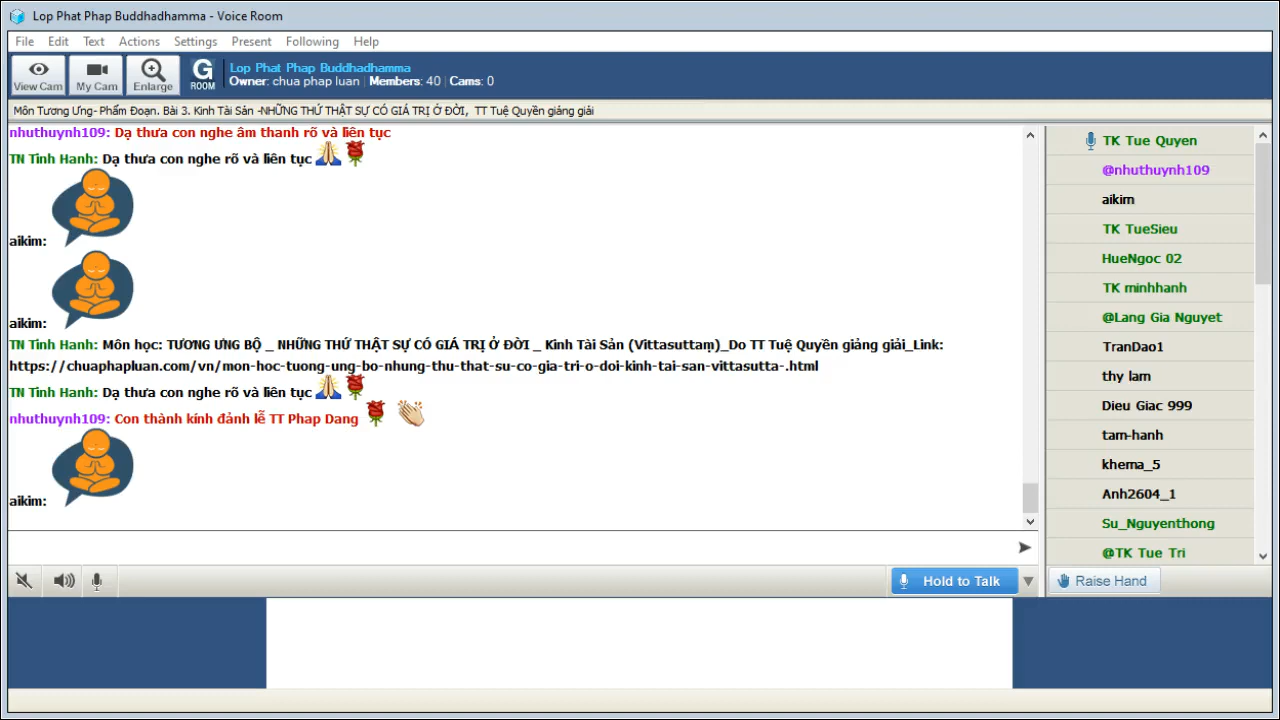 Lop Phat Phap Buddhadhamma - Voice Room
File Edit Text Actions Settings Present Following Help
View Cam My Cam Enlarge G ROOM
Lop Phat Phap Buddhadhamma
Owner: chua phap luan Members: 40 Cams: 0
Môn Tương Ưng- Phẩm Đoạn. Bài 3. Kinh Tài Sản -NHỮNG THỨ THẬT SỰ CÓ GIÁ TRỊ Ở ĐỜI, TT Tuệ Quyền giảng giải
nhuthuynh109: Dạ thưa con nghe âm thanh rõ và liên tục
TN Tinh Hanh: Dạ thưa con nghe rõ và liên tục
aikim:
aikim:
TN Tinh Hanh: Môn học: TƯƠNG ƯNG BỘ _ NHỮNG THỨ THẬT SỰ CÓ GIÁ TRỊ Ở ĐỜI _ Kinh Tài Sản (Vittasuttaṃ)_Do TT Tuệ Quyền giảng giải_Link:
https://chuaphapluan.com/vn/mon-hoc-tuong-ung-bo-nhung-thu-that-su-co-gia-tri-o-doi-kinh-tai-san-vittasutta-.html
TN Tinh Hanh: Dạ thưa con nghe rõ và liên tục
nhuthuynh109: Con thành kính đảnh lễ TT Phap Dang
aikim:
TK Tue Quyen
@nhuthuynh109
aikim
TK TueSieu
HueNgoc 02
TK minhhanh
@Lang Gia Nguyet
TranDao1
thy lam
Dieu Giac 999
tam-hanh
khema_5
Anh2604_1
Su_Nguyenthong
@TK Tue Tri
Hold to Talk
Raise Hand